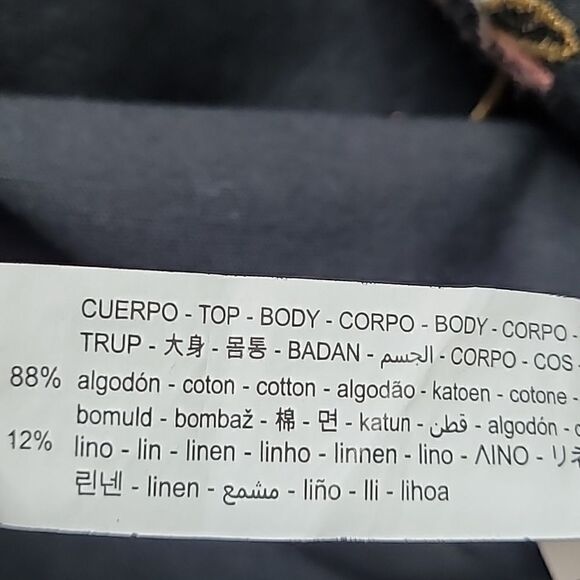 CUERPO - TOP - BODY - CORPO - BODY - CORPO -
TRUP - 大身 - 몸통 - BADAN - الجسم - CORPO - COS -
88% algodón - coton - cotton - algodão - katoen - cotone -
bomuld - bombaž - 棉 - 면 - katun - قطن - algodón -
12% lino - lin - linen - linho - linnen - lino - ΛΙΝΟ - リネ
린넨 - linen - مشمع - liño - lli - lihoa